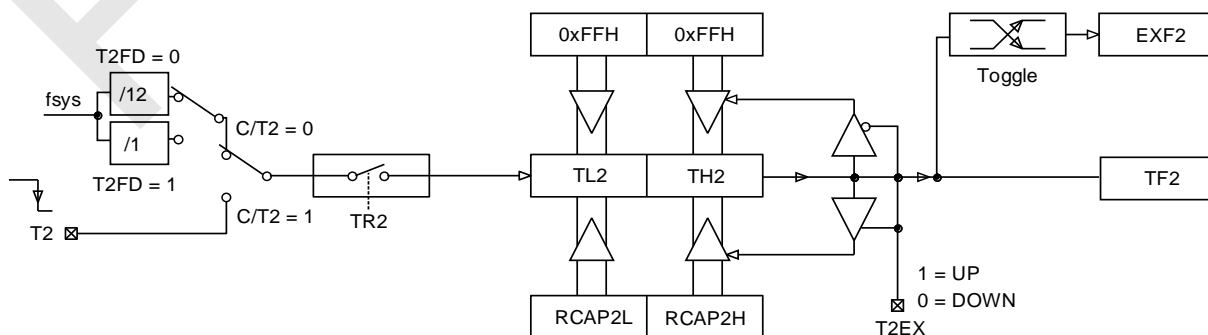 0xFFH 0xFFH EXF2
T2FD = 0
Toggle
/12
fsys
C/T2 = 0
/1
T2FD = 1
TL2 TH2 TF2
C/T2 = 1
TR2
T2
1 = UP
0 = DOWN
RCAP2L RCAP2H
T2EX